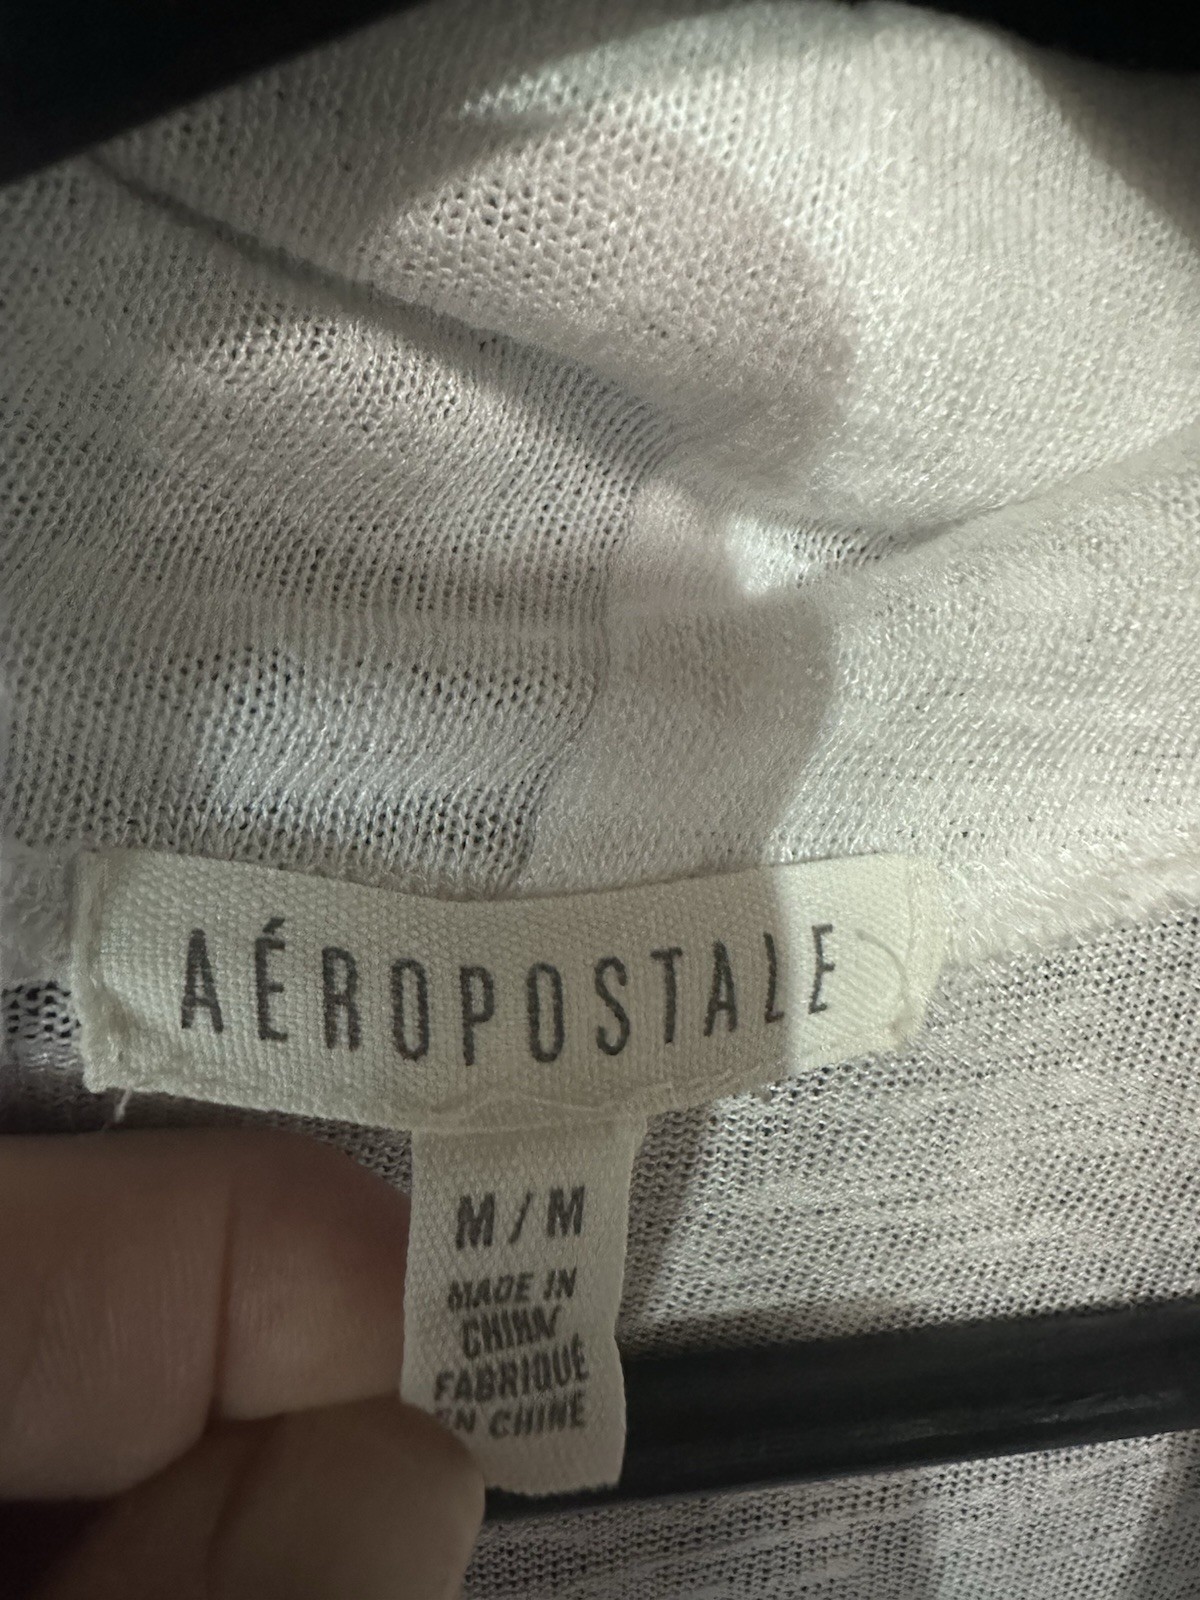 AÉROPOSTALE
M / M
MADE IN
CHINA
FABRIQUÉ
EN CHINE